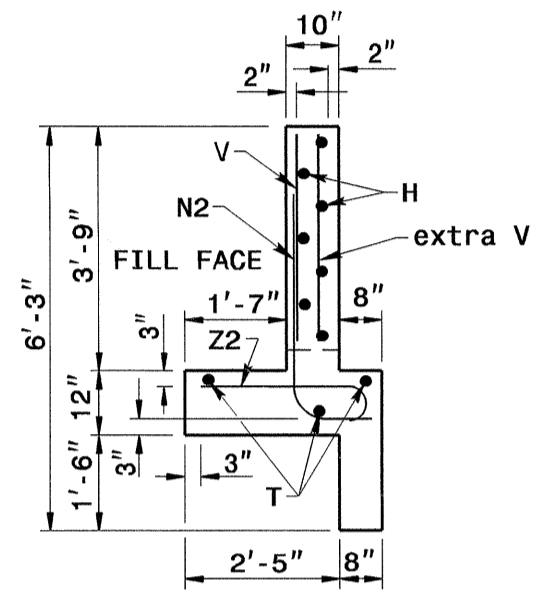 10"
2"
2"
V
H
N2
extra V
3'-9"
FILL FACE
6'-3"
1'-7"
8"
3"
Z2
12"
3"
3"
T
1'-6"
2'-5"
8"